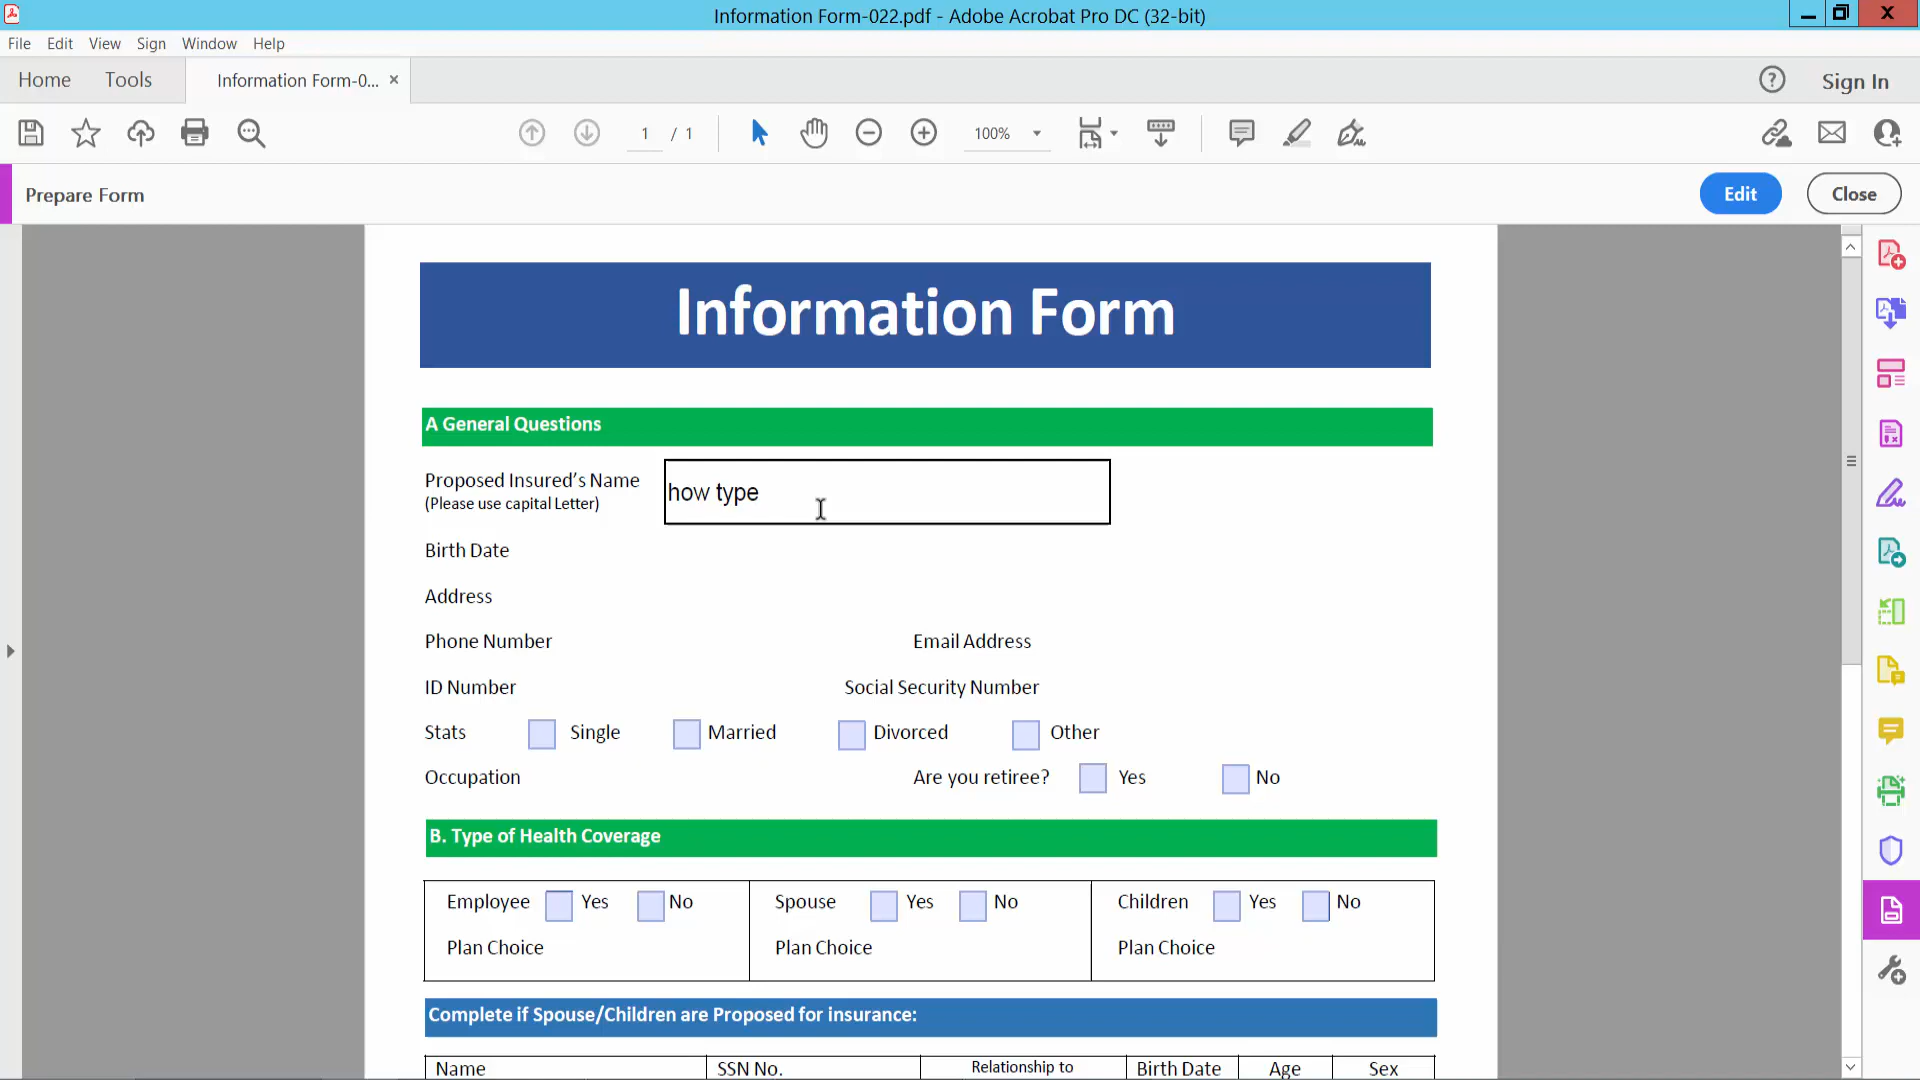 Information Form-022.pdf - Adobe Acrobat Pro DC (32-bit)
File Edit View Sign Window Help
Home Tools Information Form-0... × Sign In
1 / 1 100%
Prepare Form Edit Close
Information Form
A General Questions
Proposed Insured’s Name
(Please use capital Letter)
how type
Birth Date
Address
Phone Number Email Address
ID Number Social Security Number
Stats Single Married Divorced Other
Occupation Are you retiree? Yes No
B. Type of Health Coverage
Employee Yes No Spouse Yes No Children Yes No
Plan Choice Plan Choice Plan Choice
Complete if Spouse/Children are Proposed for insurance:
Name SSN No. Relationship to Birth Date Age Sex